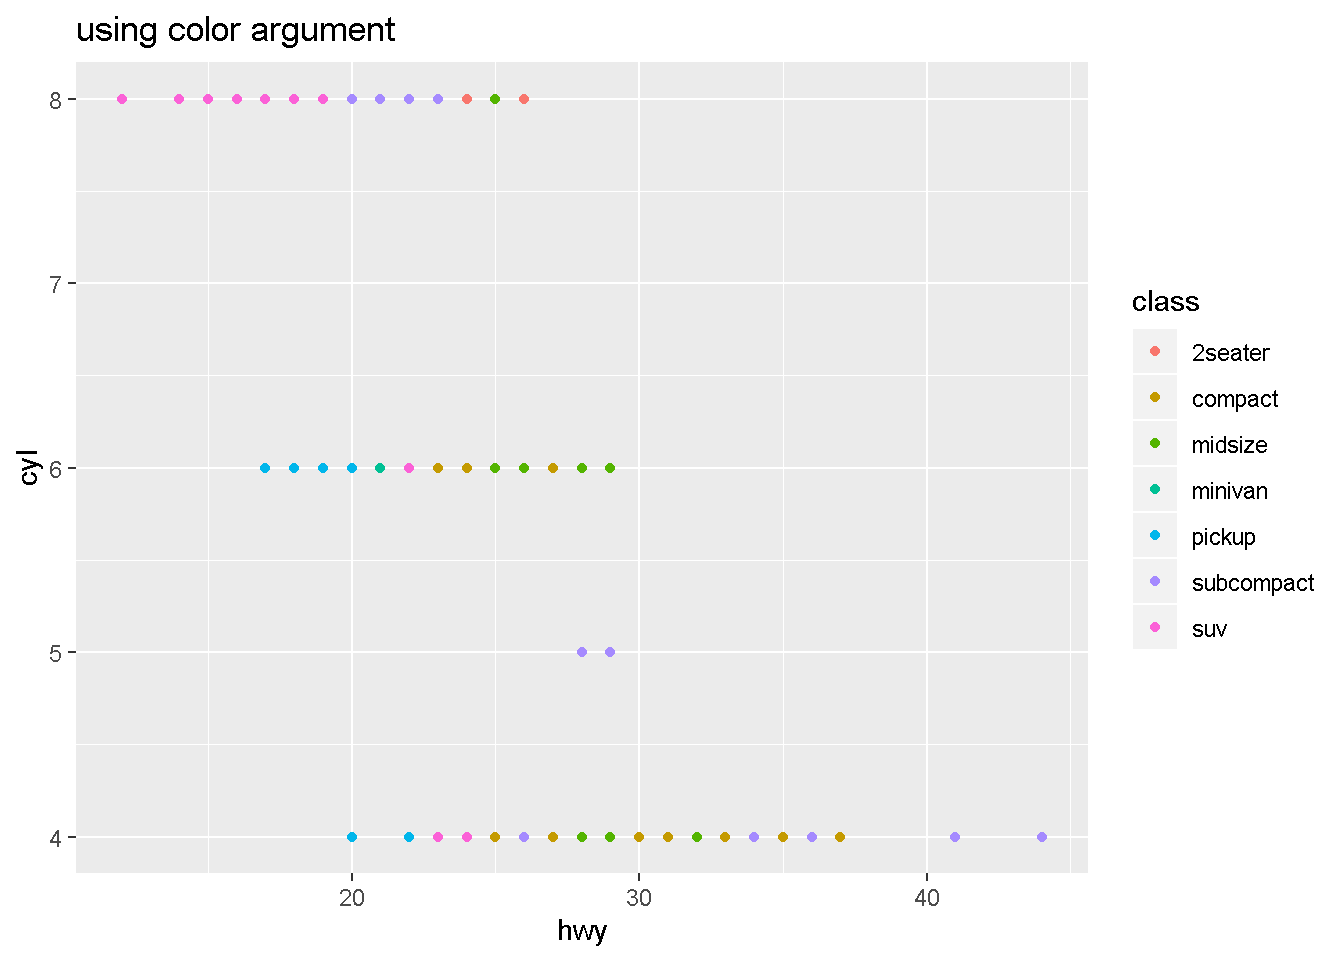 using color argument
8
7
6
5
4
cyl
20 30 40
hwy
class
2seater
compact
midsize
minivan
pickup
subcompact
suv